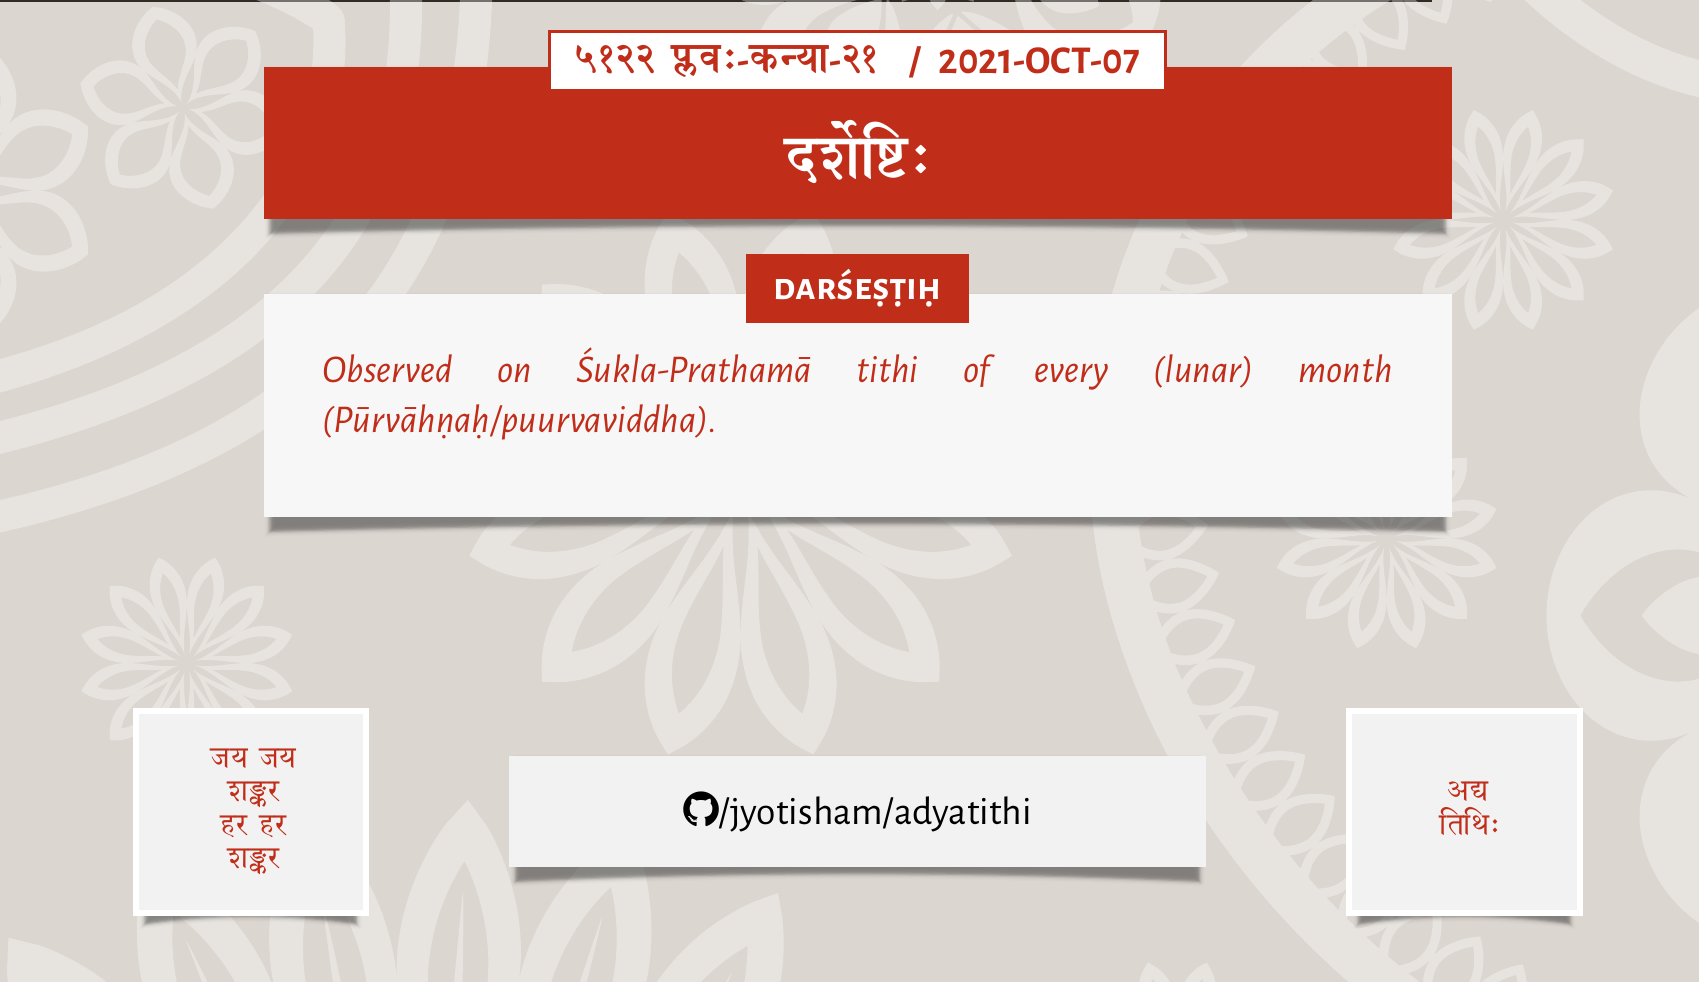 ५१२२ प्लवः-कन्या-२१ / 2021-OCT-07
दर्शेष्टिः
DARŚEṢṬIḤ
Observed on Śukla-Prathamā tithi of every (lunar) month
(Pūrvāhṇaḥ/puurvaviddha).
जय जय
शङ्कर
हर हर
शङ्कर
/jyotisham/adyatithi
अद्य
तिथिः